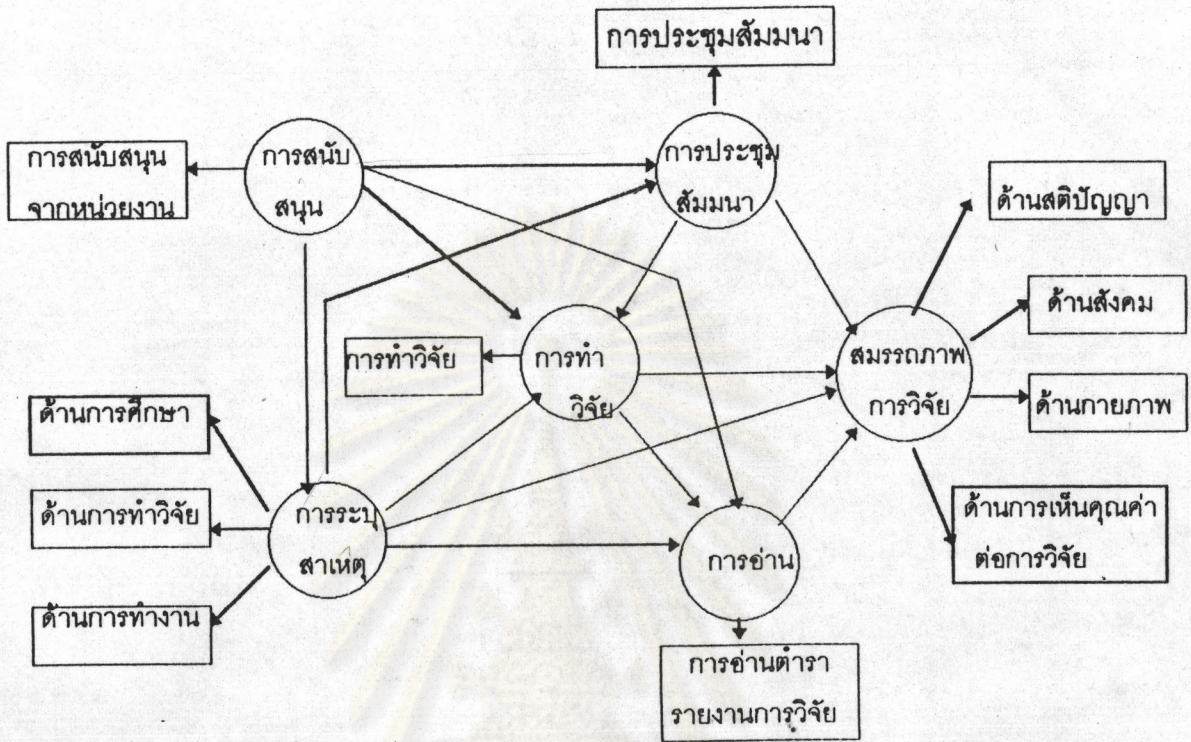 การประชุมสัมมนา
การสนับสนุน
จากหน่วยงาน
การสนับ
สนุน
การประชุม
สัมมนา
ด้านสติปัญญา
ด้านสังคม
การทำวิจัย
การทำ
วิจัย
สมรรถภาพ
การวิจัย
ด้านกายภาพ
ด้านการศึกษา
ด้านการทำวิจัย
การระบุ
สาเหตุ
การอ่าน
ด้านการเห็นคุณค่า
ต่อการวิจัย
ด้านการทำงาน
การอ่านตำรา
รายงานการวิจัย